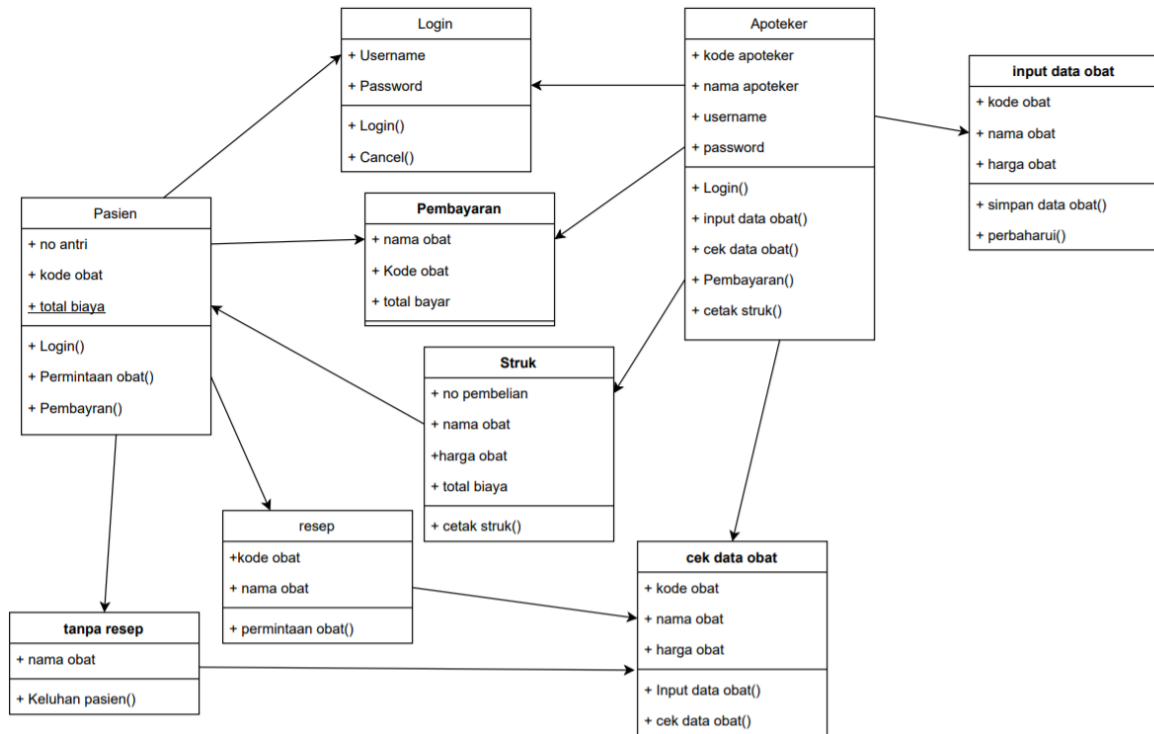 Login
+ Username
+ Password
+ Login()
+ Cancel()
Apoteker
+ kode apoteker
+ nama apoteker
+ username
+ password
+ Login()
+ input data obat()
+ cek data obat()
+ Pembayaran()
+ cetak struk()
input data obat
+ kode obat
+ nama obat
+ harga obat
+ simpan data obat()
+ perbaharui()
Pasien
+ no antri
+ kode obat
+ total biaya
+ Login()
+ Permintaan obat()
+ Pembayran()
Pembayaran
+ nama obat
+ Kode obat
+ total bayar
Struk
+ no pembelian
+ nama obat
+harga obat
+ total biaya
+ cetak struk()
resep
+kode obat
+ nama obat
+ permintaan obat()
cek data obat
+ kode obat
+ nama obat
+ harga obat
+ Input data obat()
+ cek data obat()
tanpa resep
+ nama obat
+ Keluhan pasien()